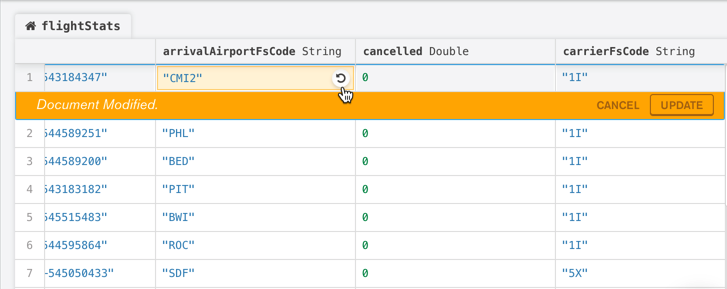 flightStats
arrivalAirportFsCode String cancelled Double carrierFsCode String
1 543184347" "CMI2" 0 "1I"
Document Modified. CANCEL UPDATE
2 544589251" "PHL" 0 "1I"
3 544589200" "BED" 0 "1I"
4 543183182" "PIT" 0 "1I"
5 545515483" "BWI" 0 "1I"
6 544595864" "ROC" 0 "1I"
7 -545050433" "SDF" 0 "5X"